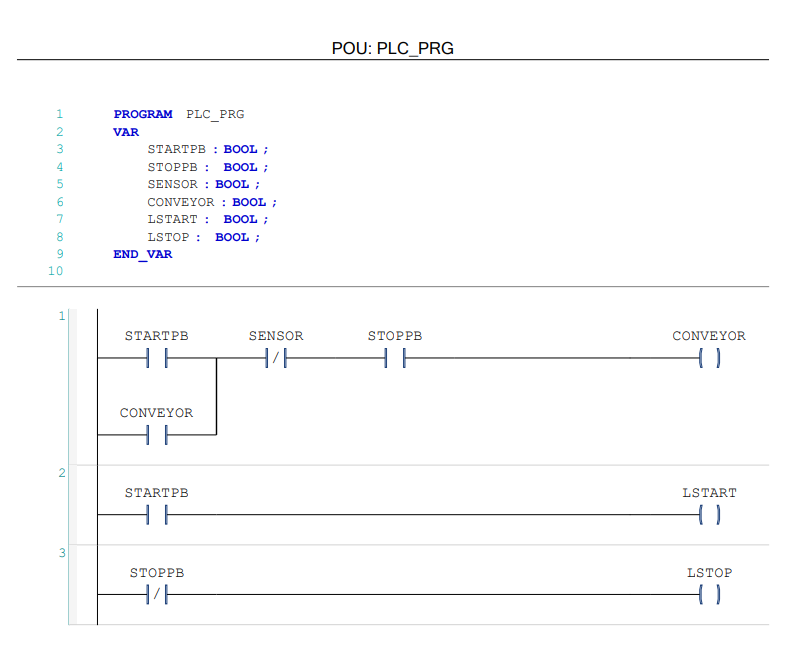 POU: PLC_PRG
1 PROGRAM PLC_PRG
2 VAR
3 STARTPB : BOOL ;
4 STOPPB : BOOL ;
5 SENSOR : BOOL ;
6 CONVEYOR : BOOL ;
7 LSTART : BOOL ;
8 LSTOP : BOOL ;
9 END_VAR
10
1
STARTPB SENSOR STOPPB CONVEYOR
/
CONVEYOR
2
STARTPB LSTART
3
STOPPB LSTOP
/